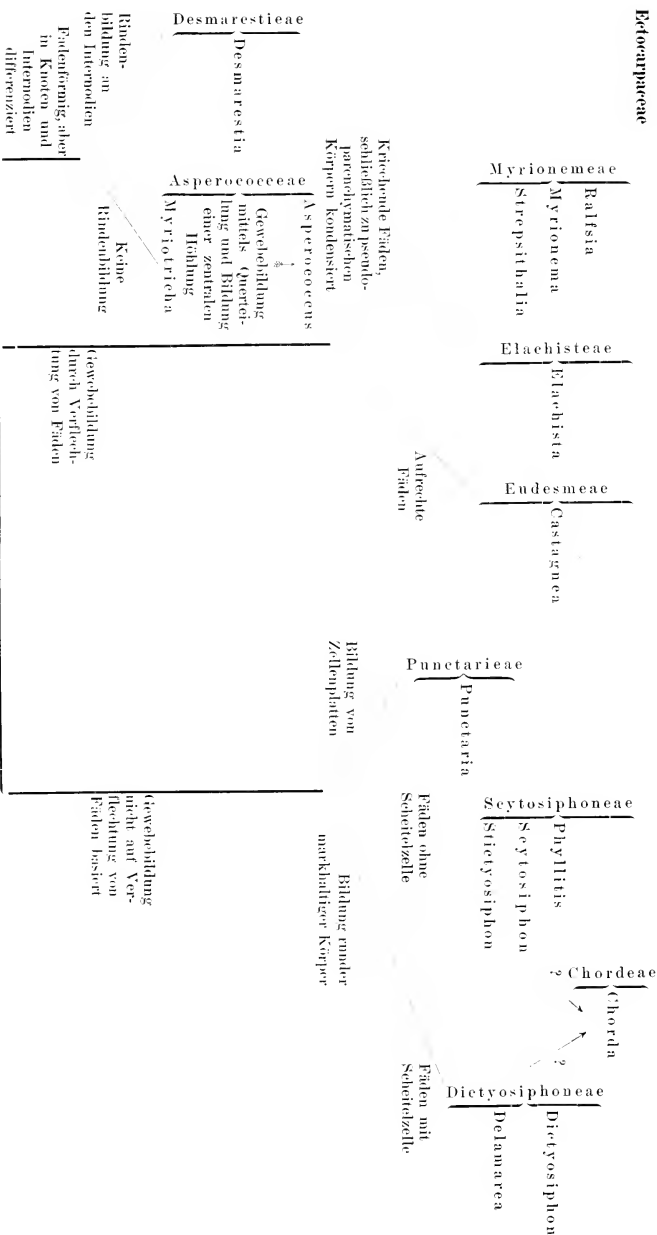 Ectocarpaceae
Myrionemeae
Ralfsia
Myrionema
Strepsithalia
Elachisteae
Elachista
Eudesmeae
Castagnea
Kriechende Fäden,
schließlich zu pseudo-
parenchymatischen
Körpern kondensiert
Aufrechte
Fäden
Desmarestieae
Desmarestia
Asperococceae
Asperococcus
Gewebebildung
mittels Quertei-
lung und Bildung
einer zentralen
Höhlung
Myriotricha
Rinden-
bildung an
den Internodien
Keine
Rindenbildung
Fadenförmig, aber
in Knoten und
Internodien
differenziert
Gewebebildung
durch Verflech-
tung von Fäden
Punctarieae
Punctaria
Bildung von
Zellenplatten
Scytosiphoneae
Phyllitis
Scytosiphon
Stictyosiphon
Fäden ohne
Scheitelzelle
? Chordeae
Chorda
?
Dictyosiphoneae
Dictyosiphon
Delamarea
Fäden mit
Scheitelzelle
Bildung runder
markhaltiger Körper
Gewebebildung
nicht auf Ver-
flechtung von
Fäden basiert